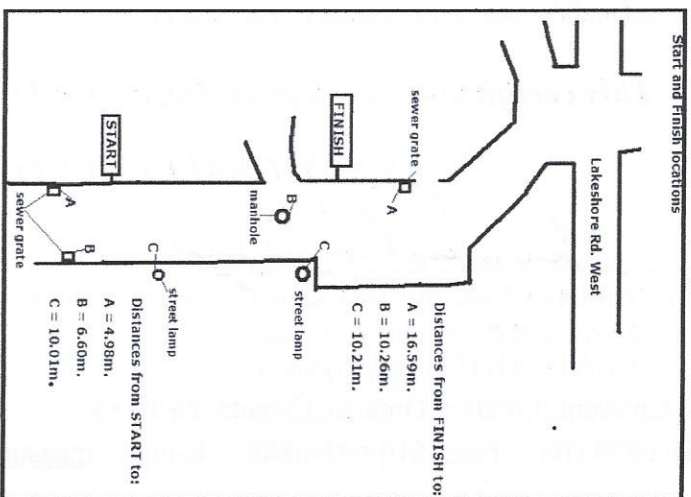 Start and Finish locations
Lakeshore Rd. West
sewer grate
A
FINISH
B
manhole
C
street lamp
Distances from FINISH to:
A = 16.59m.
B = 10.26m.
C = 10.21m.
START
A
B
sewer grate
C
street lamp
Distances from START to:
A = 4.98m.
B = 6.60m.
C = 10.01m.